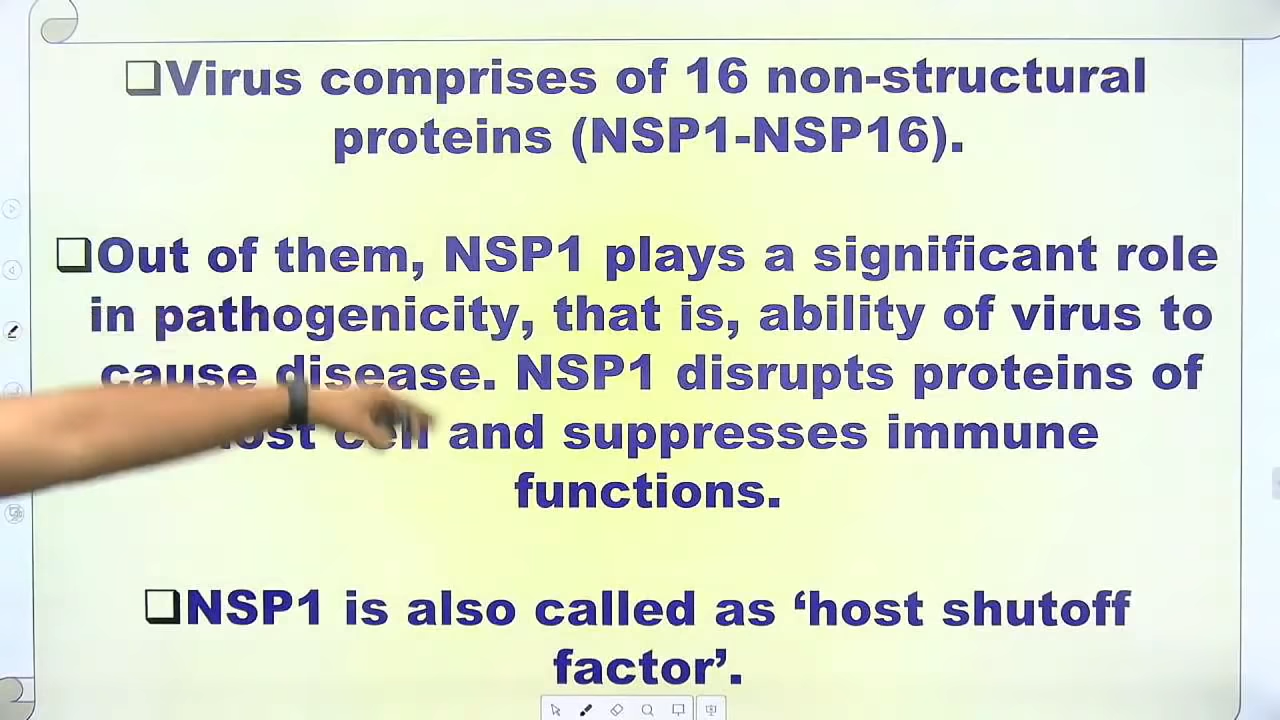 ❑Virus comprises of 16 non-structural
proteins (NSP1-NSP16).
❑Out of them, NSP1 plays a significant role
in pathogenicity, that is, ability of virus to
cause disease. NSP1 disrupts proteins of
host cell and suppresses immune
functions.
❑NSP1 is also called as ‘host shutoff
factor’.